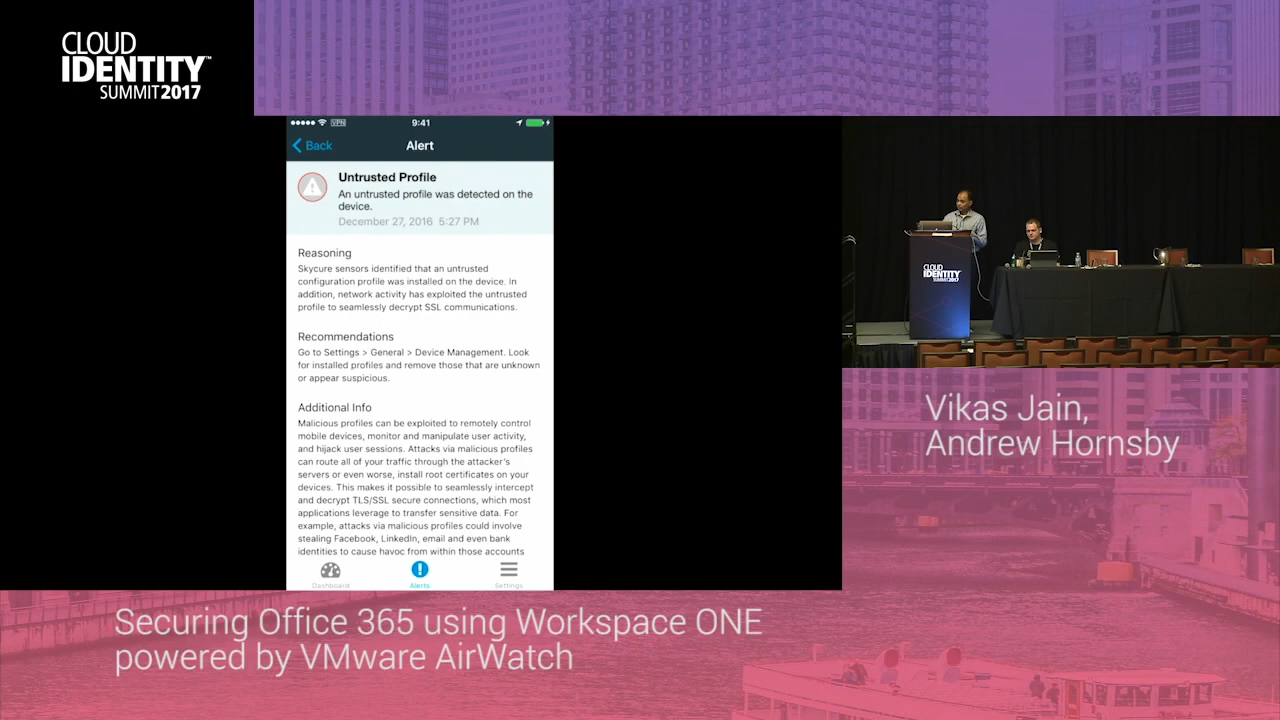 CLOUD
IDENTITY™
SUMMIT 2017
VPN
9:41
Back
Alert
Untrusted Profile
An untrusted profile was detected on the
device.
December 27, 2016 5:27 PM
Reasoning
Skycure sensors identified that an untrusted
configuration profile was installed on the device. In
addition, network activity has exploited the untrusted
profile to seamlessly decrypt SSL communications.
Recommendations
Go to Settings > General > Device Management. Look
for installed profiles and remove those that are unknown
or appear suspicious.
Additional Info
Malicious profiles can be exploited to remotely control
mobile devices, monitor and manipulate user activity,
and hijack user sessions. Attacks via malicious profiles
can route all of your traffic through the attacker's
servers or even worse, install root certificates on your
devices. This makes it possible to seamlessly intercept
and decrypt TLS/SSL secure connections, which most
applications leverage to transfer sensitive data. For
example, attacks via malicious profiles could involve
stealing Facebook, LinkedIn, email and even bank
identities to cause havoc from within those accounts
Dashboard
Alerts
Settings
CLOUD
IDENTITY
SUMMIT 2017
Vikas Jain,
Andrew Hornsby
Securing Office 365 using Workspace ONE
powered by VMware AirWatch